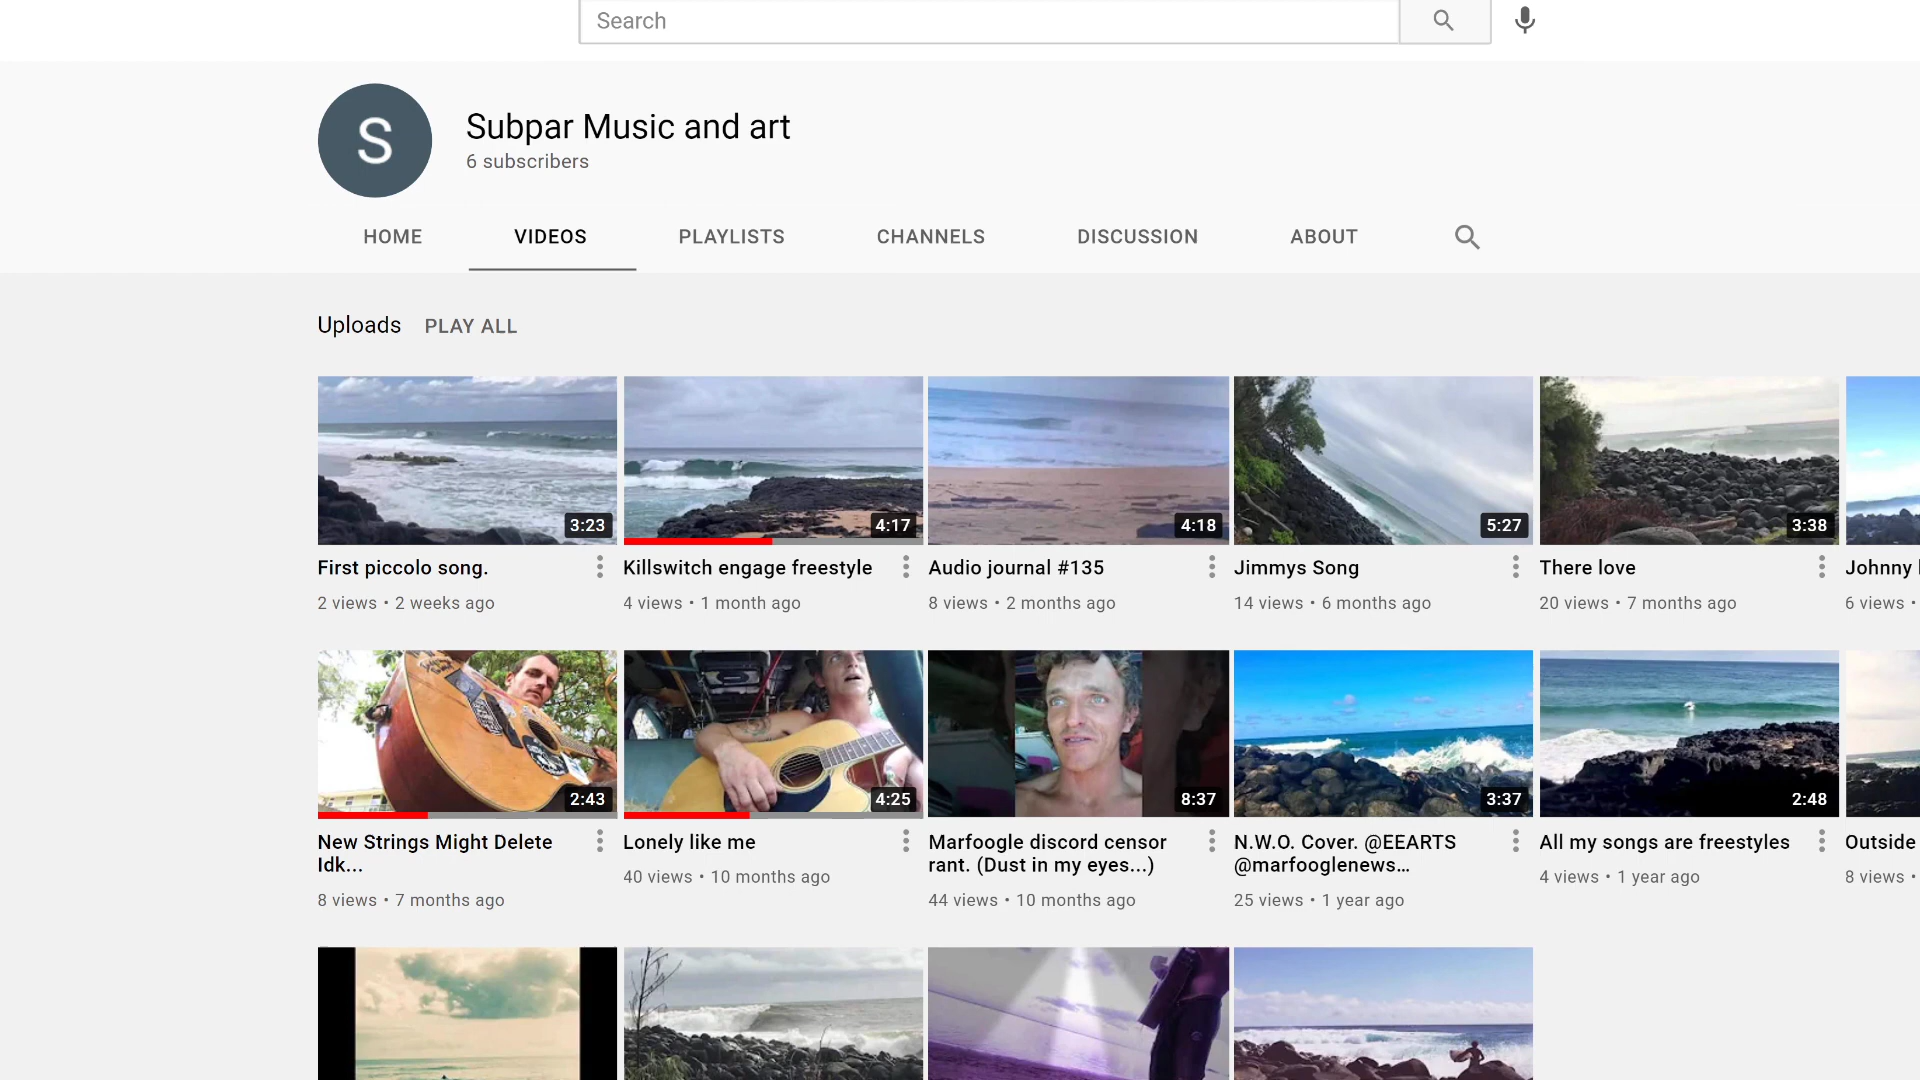 Search
S
Subpar Music and art
6 subscribers
HOME VIDEOS PLAYLISTS CHANNELS DISCUSSION ABOUT
Uploads PLAY ALL
3:23 4:17 4:18 5:27 3:38
First piccolo song. Killswitch engage freestyle Audio journal #135 Jimmys Song There love Johnny
2 views • 2 weeks ago 4 views • 1 month ago 8 views • 2 months ago 14 views • 6 months ago 20 views • 7 months ago 6 views •
2:43 4:25 8:37 3:37 2:48
New Strings Might Delete Lonely like me Marfoogle discord censor N.W.O. Cover. @EEARTS All my songs are freestyles Outside
Idk... rant. (Dust in my eyes...) @marfooglenews...
40 views • 10 months ago 4 views • 1 year ago 8 views •
8 views • 7 months ago 44 views • 10 months ago 25 views • 1 year ago